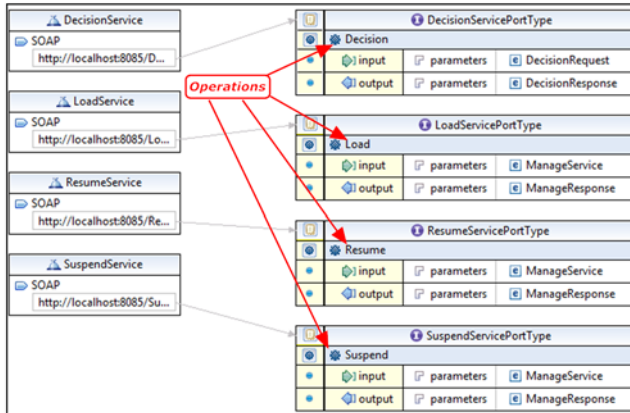 DecisionService
SOAP
http://localhost:8085/D...
LoadService
SOAP
http://localhost:8085/Lo...
ResumeService
SOAP
http://localhost:8085/Re...
SuspendService
SOAP
http://localhost:8085/Su...
Operations
DecisionServicePortType
Decision
input parameters DecisionRequest
output parameters DecisionResponse
LoadServicePortType
Load
input parameters ManageService
output parameters ManageResponse
ResumeServicePortType
Resume
input parameters ManageService
output parameters ManageResponse
SuspendServicePortType
Suspend
input parameters ManageService
output parameters ManageResponse